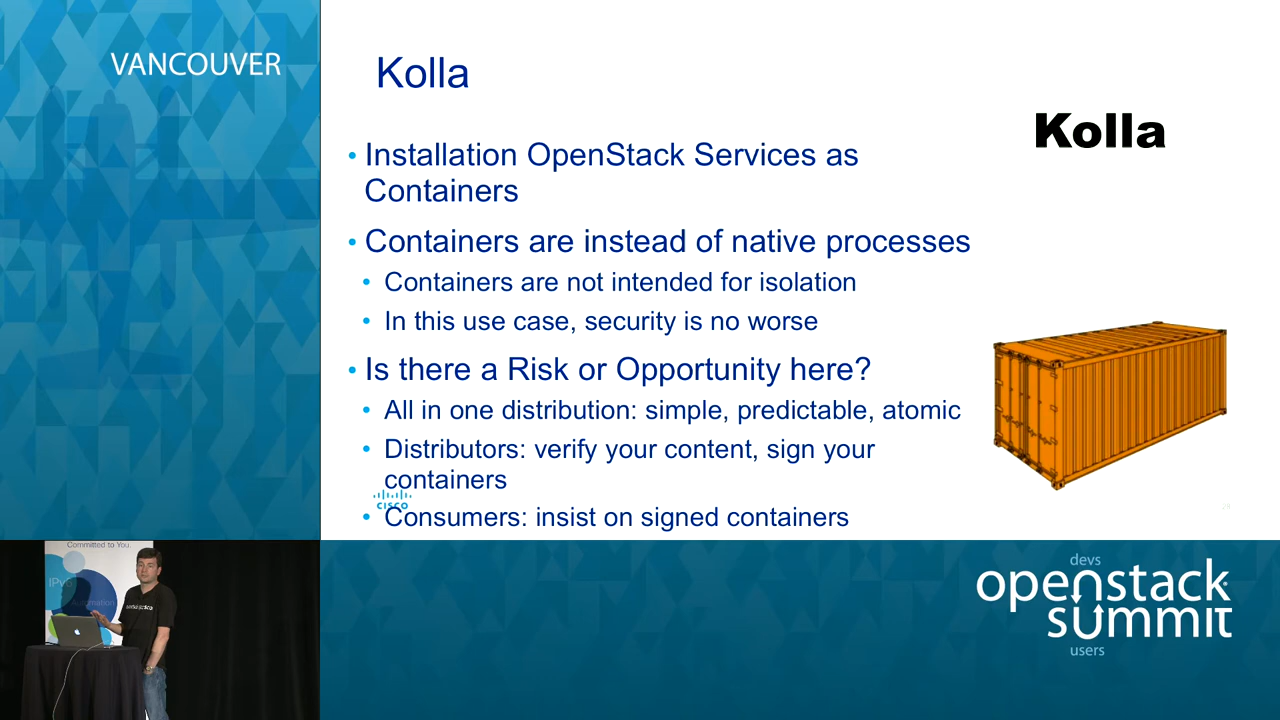 VANCOUVER
Kolla
Kolla
• Installation OpenStack Services as
Containers
• Containers are instead of native processes
• Containers are not intended for isolation
• In this use case, security is no worse
• Is there a Risk or Opportunity here?
• All in one distribution: simple, predictable, atomic
• Distributors: verify your content, sign your
containers
CISCO
• Consumers: insist on signed containers
Committed to You.
IPv6
Automation
devs
openstack
summit
users